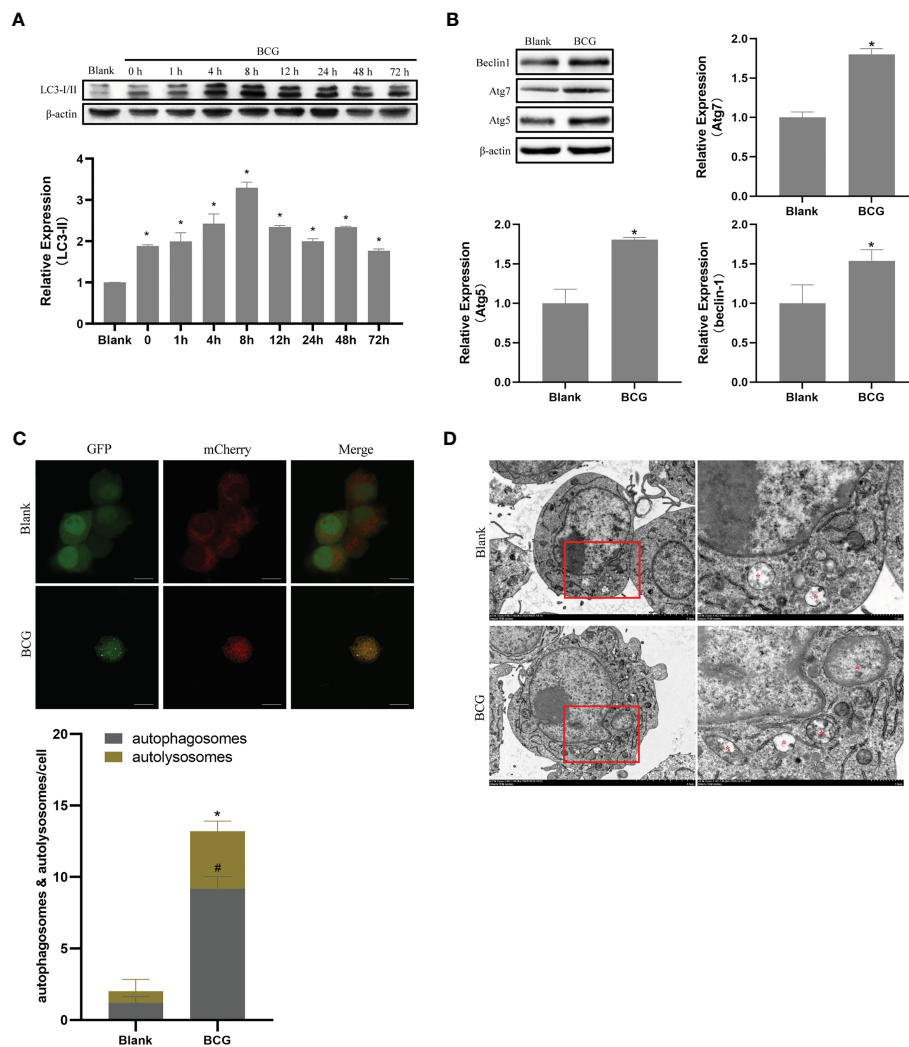 A
BCG
Blank 0 h 1 h 4 h 8 h 12 h 24 h 48 h 72 h
LC3-I/II
β-actin
Relative Expression
(LC3-II)
5
4
3
2
1
0
* * * * * * * *
Blank 0 1h 4h 8h 12h 24h 48h 72h
B
Blank BCG
Beclin1
Atg7
Atg5
β-actin
Relative Expression
(Atg7)
2.0
1.5
1.0
0.5
0.0
*
Blank BCG
Relative Expression
(Atg5)
2.0
1.5
1.0
0.5
0.0
*
Blank BCG
Relative Expression
(beclin-1)
2.0
1.5
1.0
0.5
0.0
*
Blank BCG
C
GFP mCherry Merge
Blank
BCG
autophagosomes & autolysosomes/cell
20
15
10
5
0
autophagosomes
autolysosomes
*
#
Blank BCG
D
Blank
BCG